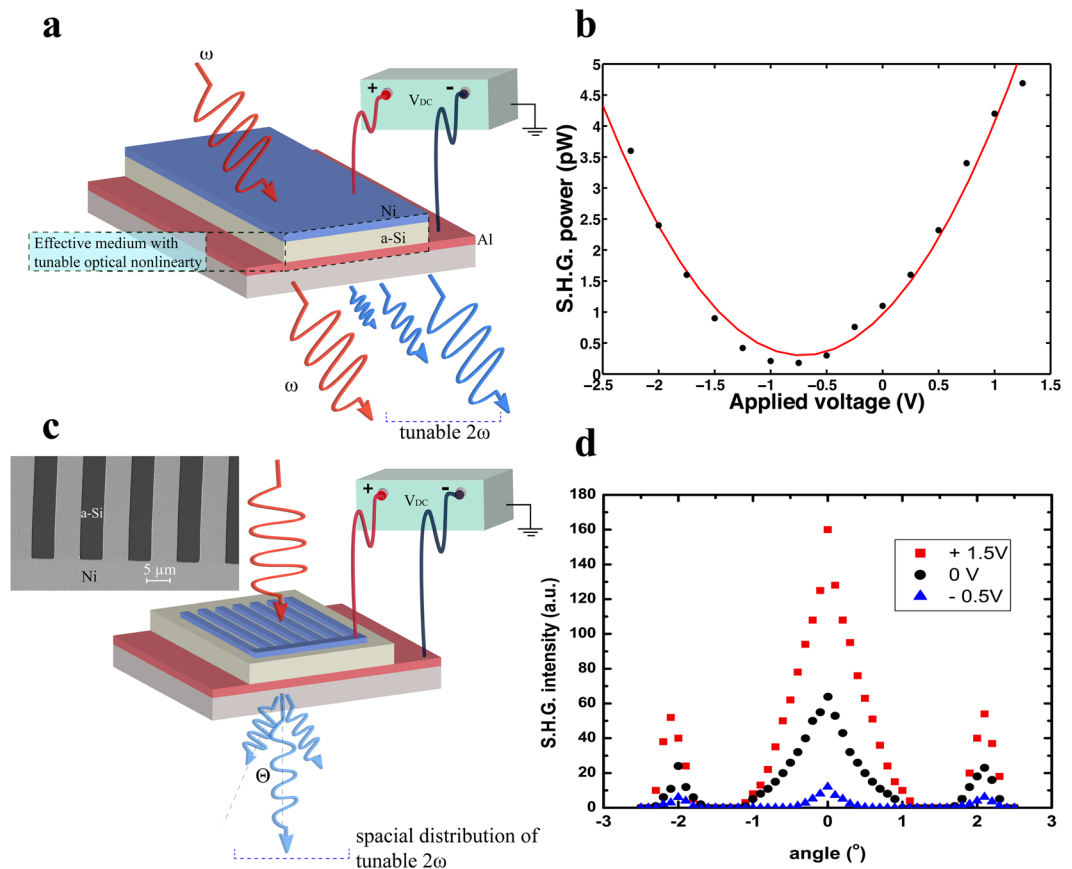 a
ω
+
-
VDC
Ni
a-Si
Al
Effective medium with
tunable optical nonlinearty
ω
tunable 2ω
b
S.H.G. power (pW)
5
4.5
4
3.5
3
2.5
2
1.5
1
0.5
0
−2.5
−2
−1.5
−1
−0.5
0
0.5
1
1.5
Applied voltage (V)
c
a-Si
Ni
5 µm
+
-
VDC
Θ
spacial distribution of
tunable 2ω
d
S.H.G. intensity (a.u.)
180
160
140
120
100
80
60
40
20
0
+ 1.5V
0 V
- 0.5V
-3
-2
-1
0
1
2
3
angle (°)